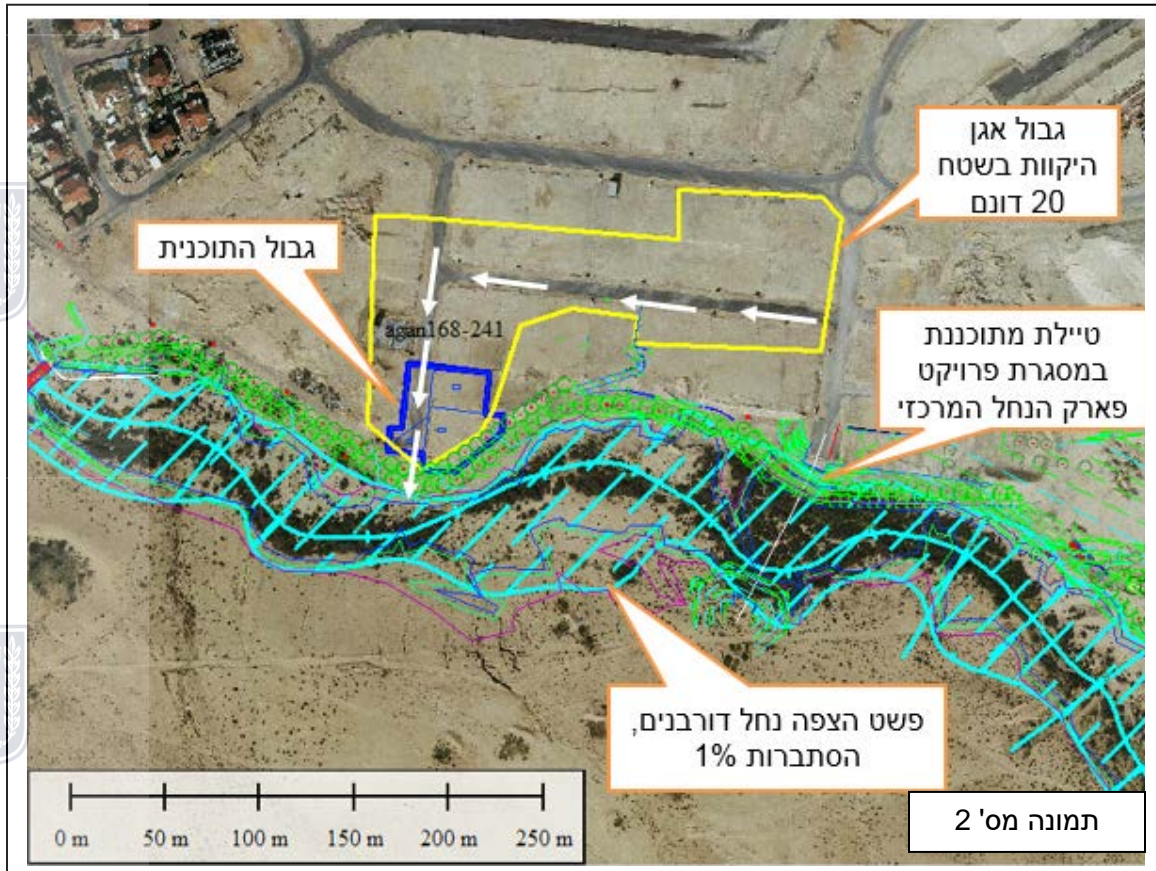 גבול אגן
היקוות בשטח
20 דונם
גבול התוכנית
agan168-241
טיילת מתוכננת
במסגרת פרויקט
פארק הנחל המרכזי
פשט הצפה נחל דורבנים,
הסתברות 1%
0 m 50 m 100 m 150 m 200 m 250 m
תמונה מס' 2